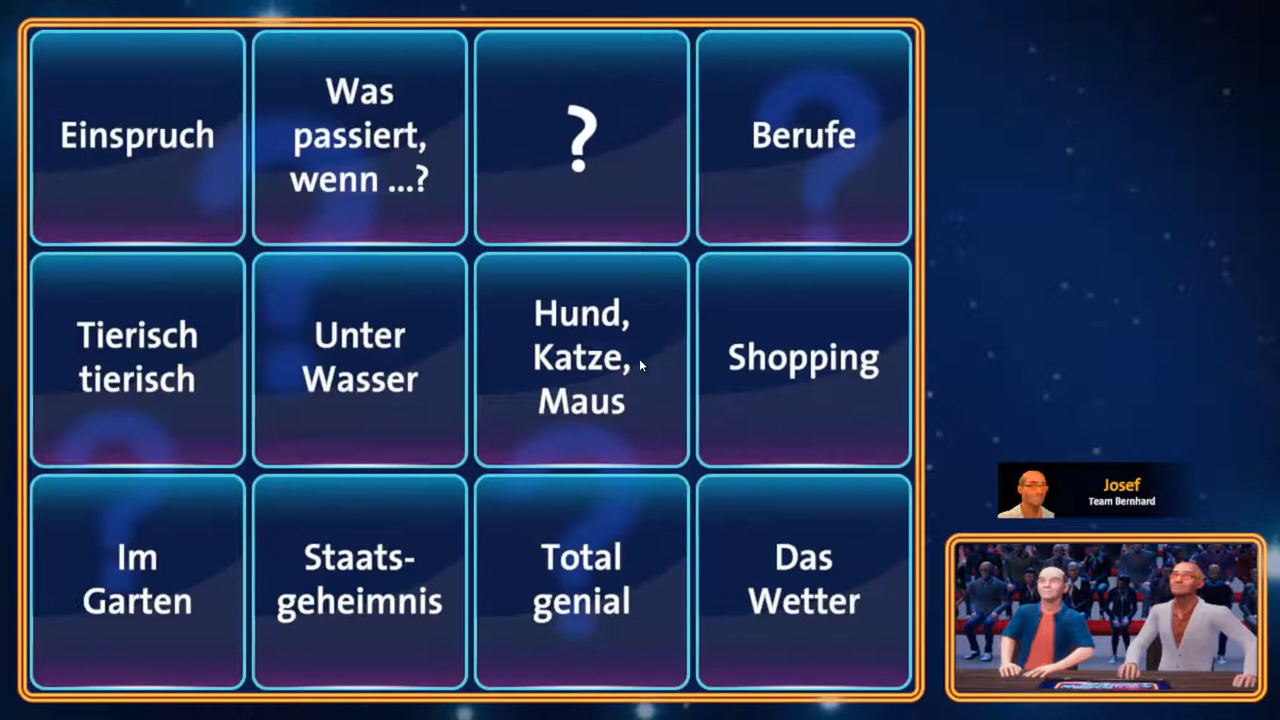 Einspruch
Was
passiert,
wenn ...?
?
Berufe
Tierisch
tierisch
Unter
Wasser
Hund,
Katze,
Maus
Shopping
Im
Garten
Staats-
geheimnis
Total
genial
Das
Wetter
Josef
Team Bernhard